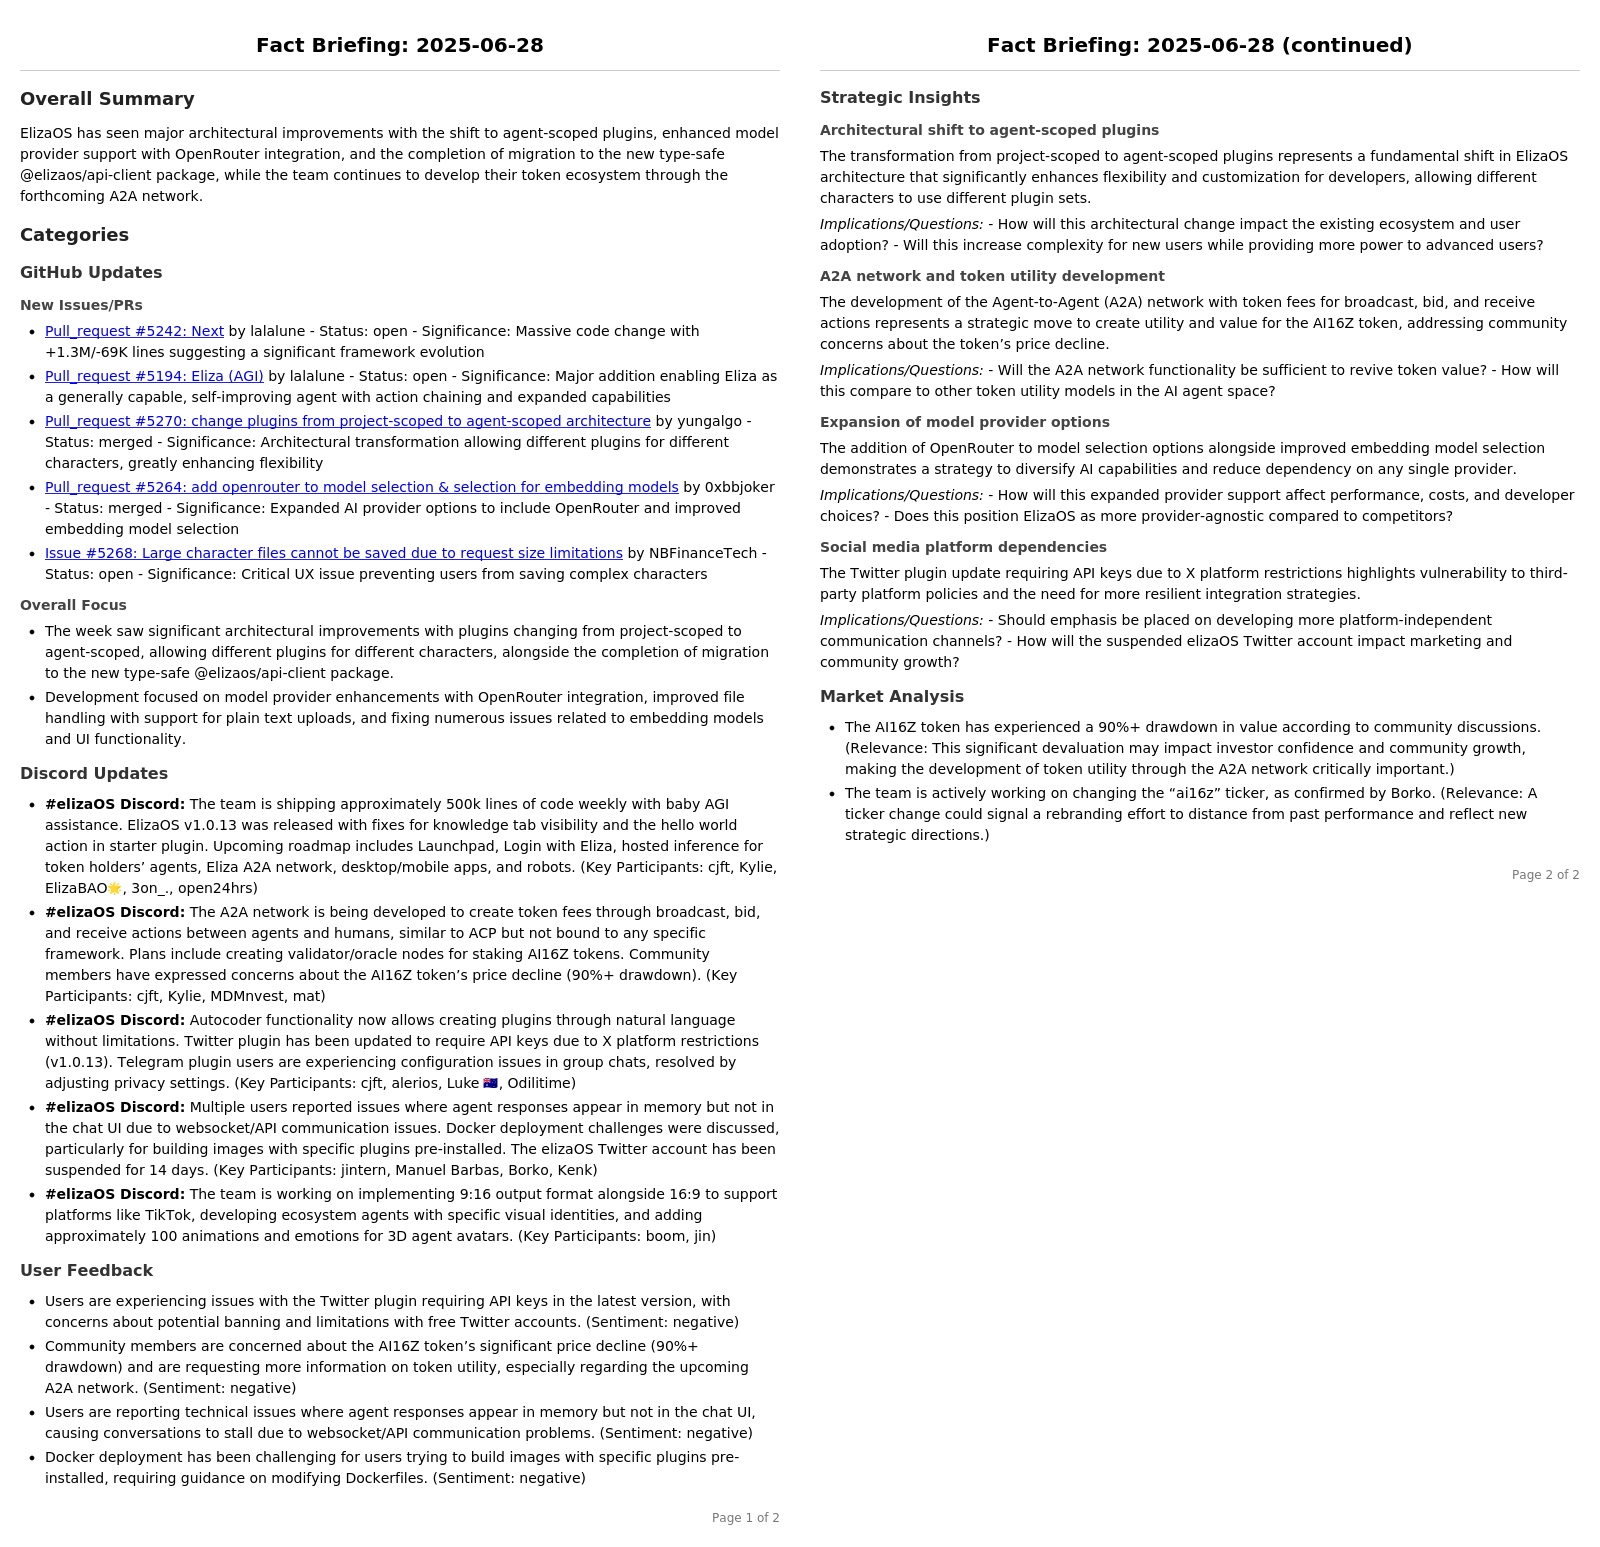 Fact Briefing: 2025-06-28
Overall Summary
ElizaOS has seen major architectural improvements with the shift to agent-scoped plugins, enhanced model
provider support with OpenRouter integration, and the completion of migration to the new type-safe
@elizaos/api-client package, while the team continues to develop their token ecosystem through the
forthcoming A2A network.
Categories
GitHub Updates
New Issues/PRs
• Pull_request #5242: Next by lalalune - Status: open - Significance: Massive code change with
+1.3M/-69K lines suggesting a significant framework evolution
• Pull_request #5194: Eliza (AGI) by lalalune - Status: open - Significance: Major addition enabling Eliza as
a generally capable, self-improving agent with action chaining and expanded capabilities
• Pull_request #5270: change plugins from project-scoped to agent-scoped architecture by yungalgo -
Status: merged - Significance: Architectural transformation allowing different plugins for different
characters, greatly enhancing flexibility
• Pull_request #5264: add openrouter to model selection & selection for embedding models by 0xbbjoker
- Status: merged - Significance: Expanded AI provider options to include OpenRouter and improved
embedding model selection
• Issue #5268: Large character files cannot be saved due to request size limitations by NBFinanceTech -
Status: open - Significance: Critical UX issue preventing users from saving complex characters
Overall Focus
• The week saw significant architectural improvements with plugins changing from project-scoped to
agent-scoped, allowing different plugins for different characters, alongside the completion of migration
to the new type-safe @elizaos/api-client package.
• Development focused on model provider enhancements with OpenRouter integration, improved file
handling with support for plain text uploads, and fixing numerous issues related to embedding models
and UI functionality.
Discord Updates
• #elizaOS Discord: The team is shipping approximately 500k lines of code weekly with baby AGI
assistance. ElizaOS v1.0.13 was released with fixes for knowledge tab visibility and the hello world
action in starter plugin. Upcoming roadmap includes Launchpad, Login with Eliza, hosted inference for
token holders’ agents, Eliza A2A network, desktop/mobile apps, and robots. (Key Participants: cjft, Kylie,
ElizaBAO🌟, 3on_., open24hrs)
• #elizaOS Discord: The A2A network is being developed to create token fees through broadcast, bid,
and receive actions between agents and humans, similar to ACP but not bound to any specific
framework. Plans include creating validator/oracle nodes for staking AI16Z tokens. Community
members have expressed concerns about the AI16Z token’s price decline (90%+ drawdown). (Key
Participants: cjft, Kylie, MDMnvest, mat)
• #elizaOS Discord: Autocoder functionality now allows creating plugins through natural language
without limitations. Twitter plugin has been updated to require API keys due to X platform restrictions
(v1.0.13). Telegram plugin users are experiencing configuration issues in group chats, resolved by
adjusting privacy settings. (Key Participants: cjft, alerios, Luke 🇦🇺, Odilitime)
• #elizaOS Discord: Multiple users reported issues where agent responses appear in memory but not in
the chat UI due to websocket/API communication issues. Docker deployment challenges were discussed,
particularly for building images with specific plugins pre-installed. The elizaOS Twitter account has been
suspended for 14 days. (Key Participants: jintern, Manuel Barbas, Borko, Kenk)
• #elizaOS Discord: The team is working on implementing 9:16 output format alongside 16:9 to support
platforms like TikTok, developing ecosystem agents with specific visual identities, and adding
approximately 100 animations and emotions for 3D agent avatars. (Key Participants: boom, jin)
User Feedback
• Users are experiencing issues with the Twitter plugin requiring API keys in the latest version, with
concerns about potential banning and limitations with free Twitter accounts. (Sentiment: negative)
• Community members are concerned about the AI16Z token’s significant price decline (90%+
drawdown) and are requesting more information on token utility, especially regarding the upcoming
A2A network. (Sentiment: negative)
• Users are reporting technical issues where agent responses appear in memory but not in the chat UI,
causing conversations to stall due to websocket/API communication problems. (Sentiment: negative)
• Docker deployment has been challenging for users trying to build images with specific plugins pre-
installed, requiring guidance on modifying Dockerfiles. (Sentiment: negative)
Page 1 of 2
Fact Briefing: 2025-06-28 (continued)
Strategic Insights
Architectural shift to agent-scoped plugins
The transformation from project-scoped to agent-scoped plugins represents a fundamental shift in ElizaOS
architecture that significantly enhances flexibility and customization for developers, allowing different
characters to use different plugin sets.
Implications/Questions: - How will this architectural change impact the existing ecosystem and user
adoption? - Will this increase complexity for new users while providing more power to advanced users?
A2A network and token utility development
The development of the Agent-to-Agent (A2A) network with token fees for broadcast, bid, and receive
actions represents a strategic move to create utility and value for the AI16Z token, addressing community
concerns about the token’s price decline.
Implications/Questions: - Will the A2A network functionality be sufficient to revive token value? - How will
this compare to other token utility models in the AI agent space?
Expansion of model provider options
The addition of OpenRouter to model selection options alongside improved embedding model selection
demonstrates a strategy to diversify AI capabilities and reduce dependency on any single provider.
Implications/Questions: - How will this expanded provider support affect performance, costs, and developer
choices? - Does this position ElizaOS as more provider-agnostic compared to competitors?
Social media platform dependencies
The Twitter plugin update requiring API keys due to X platform restrictions highlights vulnerability to third-
party platform policies and the need for more resilient integration strategies.
Implications/Questions: - Should emphasis be placed on developing more platform-independent
communication channels? - How will the suspended elizaOS Twitter account impact marketing and
community growth?
Market Analysis
• The AI16Z token has experienced a 90%+ drawdown in value according to community discussions.
(Relevance: This significant devaluation may impact investor confidence and community growth,
making the development of token utility through the A2A network critically important.)
• The team is actively working on changing the “ai16z” ticker, as confirmed by Borko. (Relevance: A
ticker change could signal a rebranding effort to distance from past performance and reflect new
strategic directions.)
Page 2 of 2